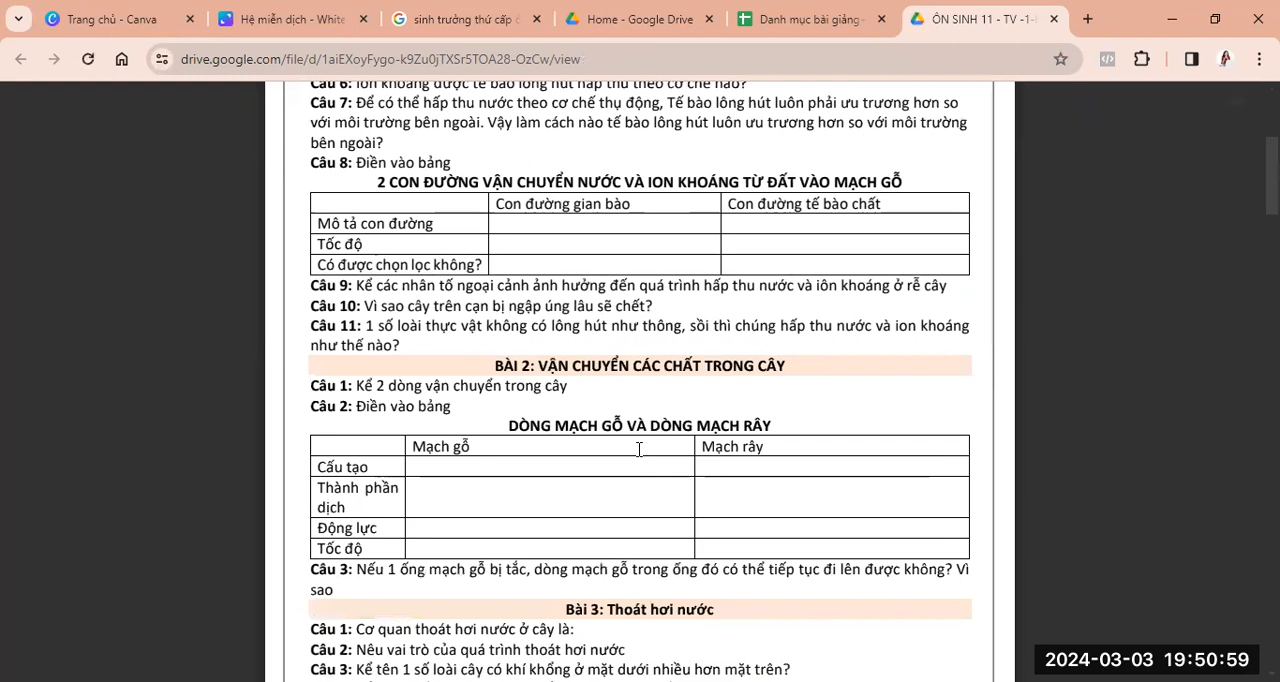 Trang chủ - Canva
Hệ miễn dịch - White
sinh trưởng thứ cấp
Home - Google Drive
Danh mục bài giảng
ÔN SINH 11 - TV -1-
drive.google.com/file/d/1aiEXoyFygo-k9Zu0jTXSr5TOA28-OzCw/view
Câu 6: Ion khoáng được tế bào lông hút hấp thu theo cơ chế nào?
Câu 7: Để có thể hấp thu nước theo cơ chế thụ động, Tế bào lông hút luôn phải ưu trương hơn so
với môi trường bên ngoài. Vậy làm cách nào tế bào lông hút luôn ưu trương hơn so với môi trường
bên ngoài?
Câu 8: Điền vào bảng
2 CON ĐƯỜNG VẬN CHUYỂN NƯỚC VÀ ION KHOÁNG TỪ ĐẤT VÀO MẠCH GỖ
Con đường gian bào Con đường tế bào chất
Mô tả con đường
Tốc độ
Có được chọn lọc không?
Câu 9: Kể các nhân tố ngoại cảnh ảnh hưởng đến quá trình hấp thu nước và iôn khoáng ở rễ cây
Câu 10: Vì sao cây trên cạn bị ngập úng lâu sẽ chết?
Câu 11: 1 số loài thực vật không có lông hút như thông, sồi thì chúng hấp thu nước và ion khoáng
như thế nào?
BÀI 2: VẬN CHUYỂN CÁC CHẤT TRONG CÂY
Câu 1: Kể 2 dòng vận chuyển trong cây
Câu 2: Điền vào bảng
DÒNG MẠCH GỖ VÀ DÒNG MẠCH RÂY
Mạch gỗ Mạch rây
Cấu tạo
Thành phần
dịch
Động lực
Tốc độ
Câu 3: Nếu 1 ống mạch gỗ bị tắc, dòng mạch gỗ trong ống đó có thể tiếp tục đi lên được không? Vì
sao
Bài 3: Thoát hơi nước
Câu 1: Cơ quan thoát hơi nước ở cây là:
Câu 2: Nêu vai trò của quá trình thoát hơi nước
Câu 3: Kể tên 1 số loài cây có khí khổng ở mặt dưới nhiều hơn mặt trên?
2024-03-03 19:50:59